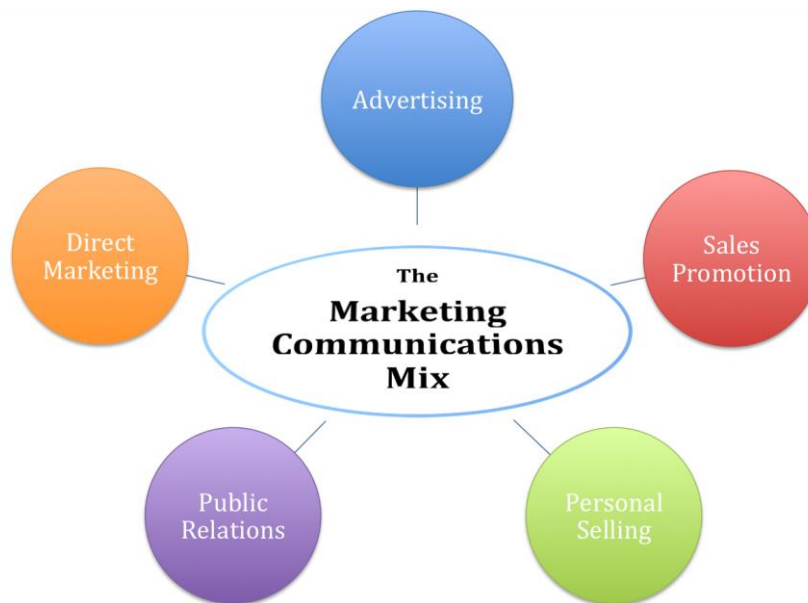 Advertising
Direct
Marketing
Sales
Promotion
The
Marketing
Communications
Mix
Public
Relations
Personal
Selling